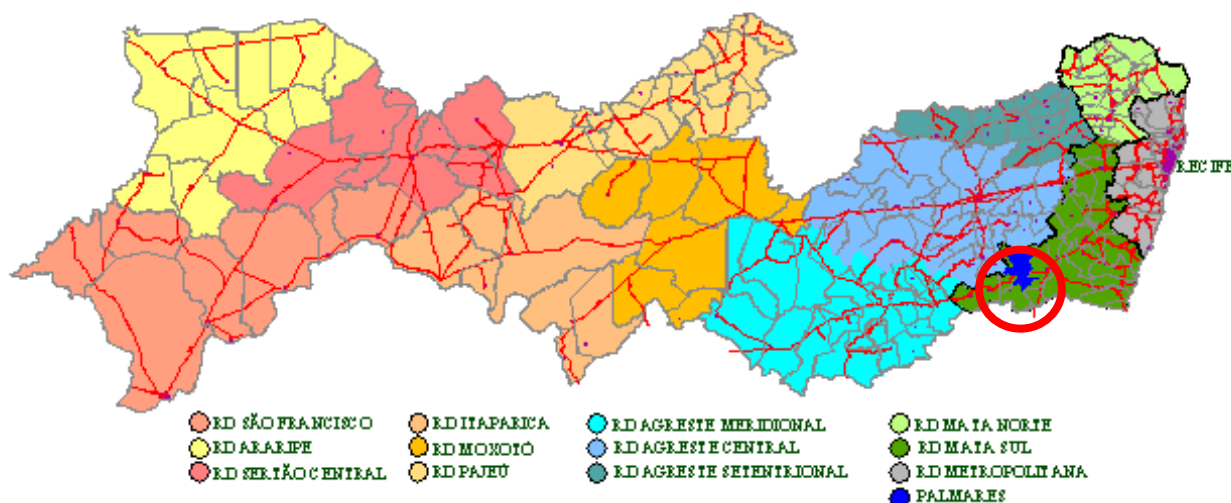 RECIFE
RD SÃO FRANCISCO
RD ARARIPE
RD SERTÃO CENTRAL
RD ITAPARICA
RD MOXOTÓ
RD PAJEÚ
RD AGRESTE MERIDIONAL
RD AGRESTE CENTRAL
RD AGRESTE SETENTRIONAL
RD MATA NORTE
RD MATA SUL
RD METROPOLITANA
PALMARES